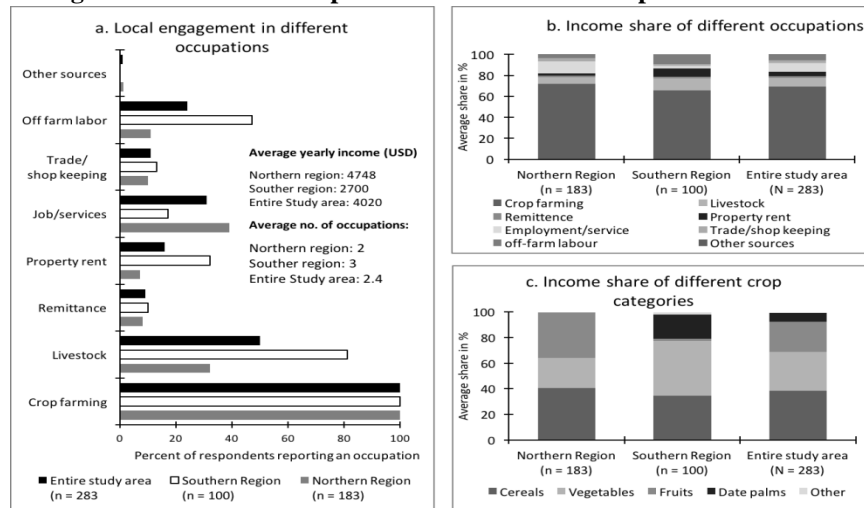 a. Local engagement in different
occupations
Other sources
Off farm labor
Trade/
shop keeping
Job/services
Property rent
Remittance
Livestock
Crop farming
Average yearly income (USD)
Northern region: 4748
Souther region: 2700
Entire Study area: 4020
Average no. of occupations:
Northern region: 2
Souther region: 3
Entire Study area: 2.4
0 20 40 60 80 100
Percent of respondents reporting an occupation
Entire study area
(n = 283
Southern Region
(n = 100)
Northern Region
(n = 183)
b. Income share of different occupations
Average share in %
100
80
60
40
20
0
Northern Region
(n = 183)
Southern Region
(n = 100)
Entire study area
(N = 283)
Crop farming
Livestock
Remittence
Property rent
Employment/service
Trade/shop keeping
off-farm labour
Other sources
c. Income share of different crop
categories
Average share in %
100
80
60
40
20
0
Northern Region
(n = 183)
Southern Region
(n = 100)
Entire study area
(N = 283)
Cereals Vegetables Fruits Date palms Other